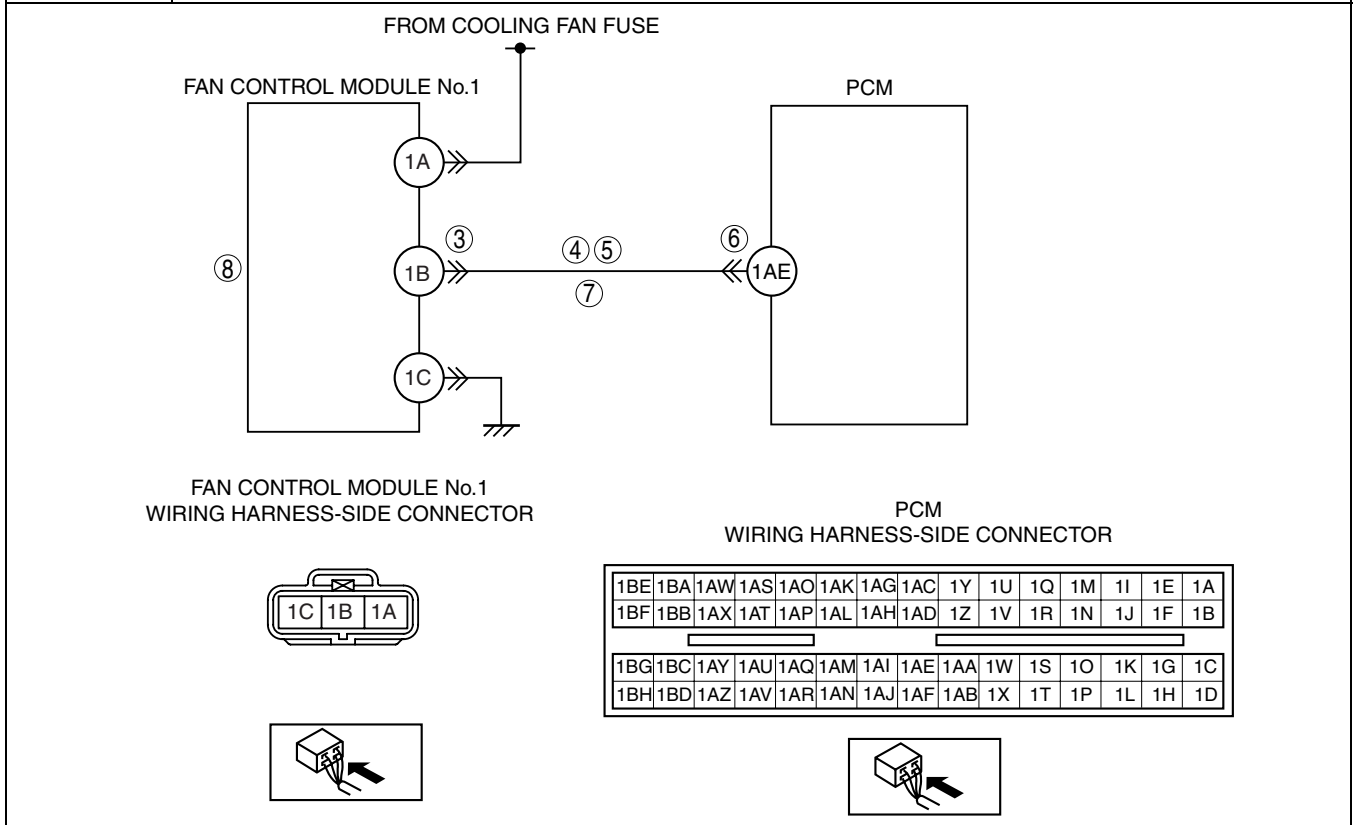 FROM COOLING FAN FUSE
FAN CONTROL MODULE No.1
PCM
1A
③
④⑤
⑥
⑧
1B
1AE
⑦
1C
FAN CONTROL MODULE No.1
WIRING HARNESS-SIDE CONNECTOR
PCM
WIRING HARNESS-SIDE CONNECTOR
1C 1B 1A
1BE 1BA 1AW 1AS 1AO 1AK 1AG 1AC 1Y 1U 1Q 1M 1I 1E 1A
1BF 1BB 1AX 1AT 1AP 1AL 1AH 1AD 1Z 1V 1R 1N 1J 1F 1B
1BG 1BC 1AY 1AU 1AQ 1AM 1AI 1AE 1AA 1W 1S 1O 1K 1G 1C
1BH 1BD 1AZ 1AV 1AR 1AN 1AJ 1AF 1AB 1X 1T 1P 1L 1H 1D